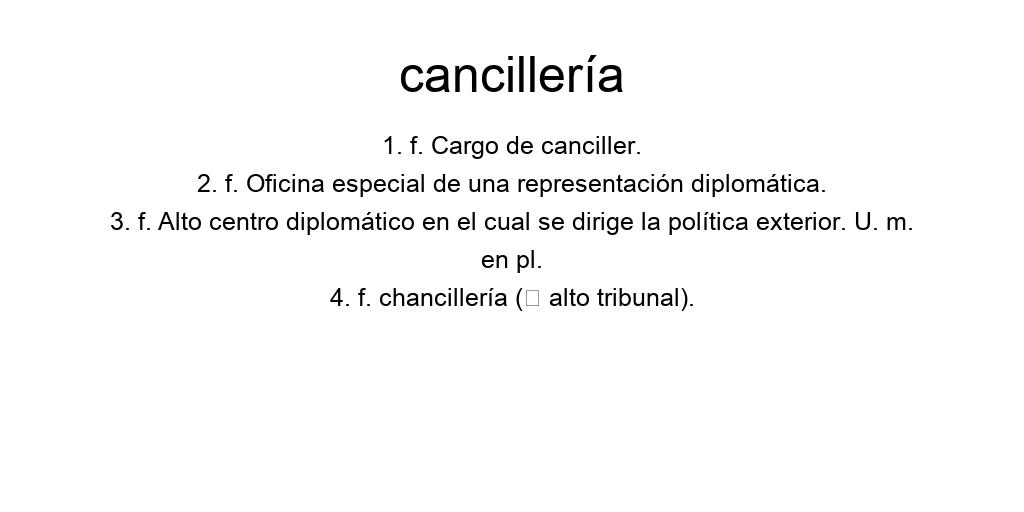 cancillería
1. f. Cargo de canciller.
2. f. Oficina especial de una representación diplomática.
3. f. Alto centro diplomático en el cual se dirige la política exterior. U. m.
en pl.
4. f. chancillería (□ alto tribunal).